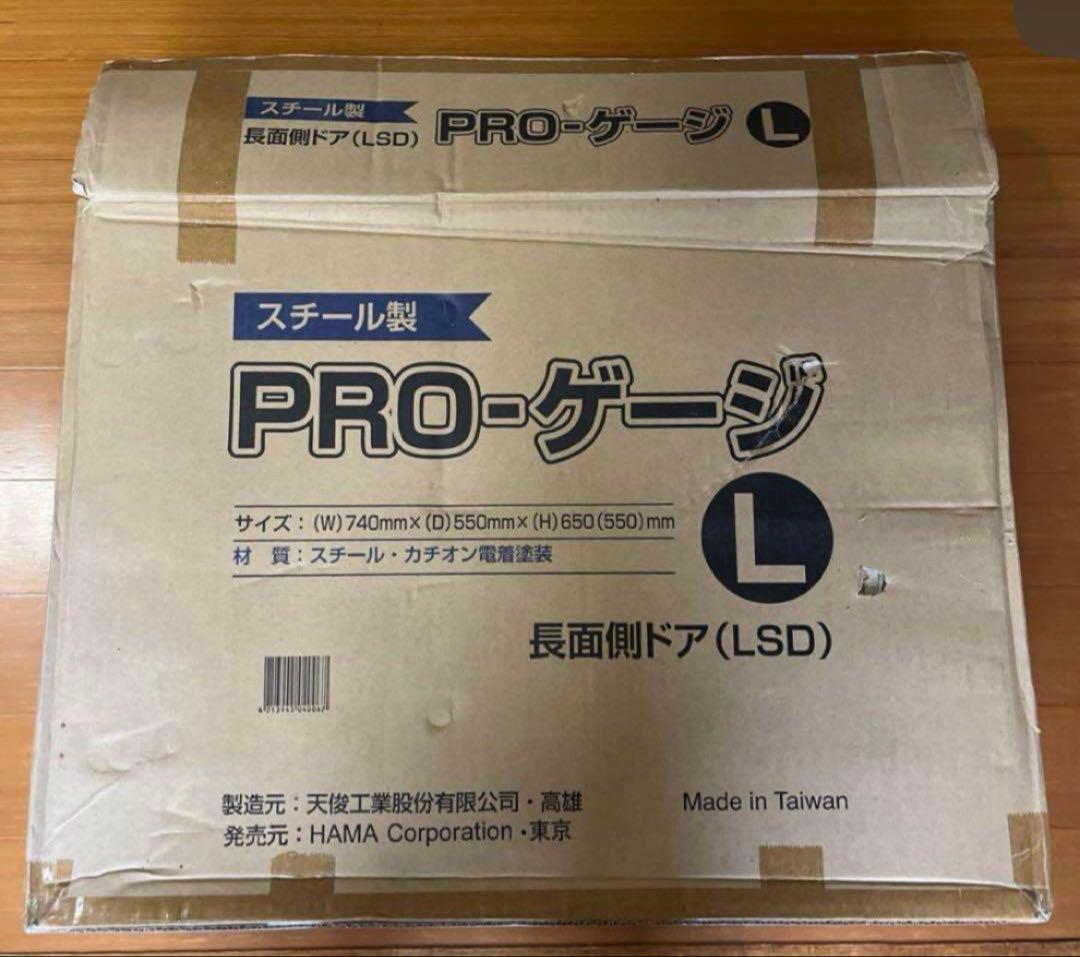 スチール製
長面側ドア(LSD)
PRO-ゲージ L
スチール製
PRO-ゲージ
サイズ：(W)740mm×(D)550mm×(H)650(550)mm
材　質：スチール・カチオン電着塗装
L
長面側ドア(LSD)
製造元：天俊工業股份有限公司・高雄
発売元：HAMA Corporation・東京
Made in Taiwan